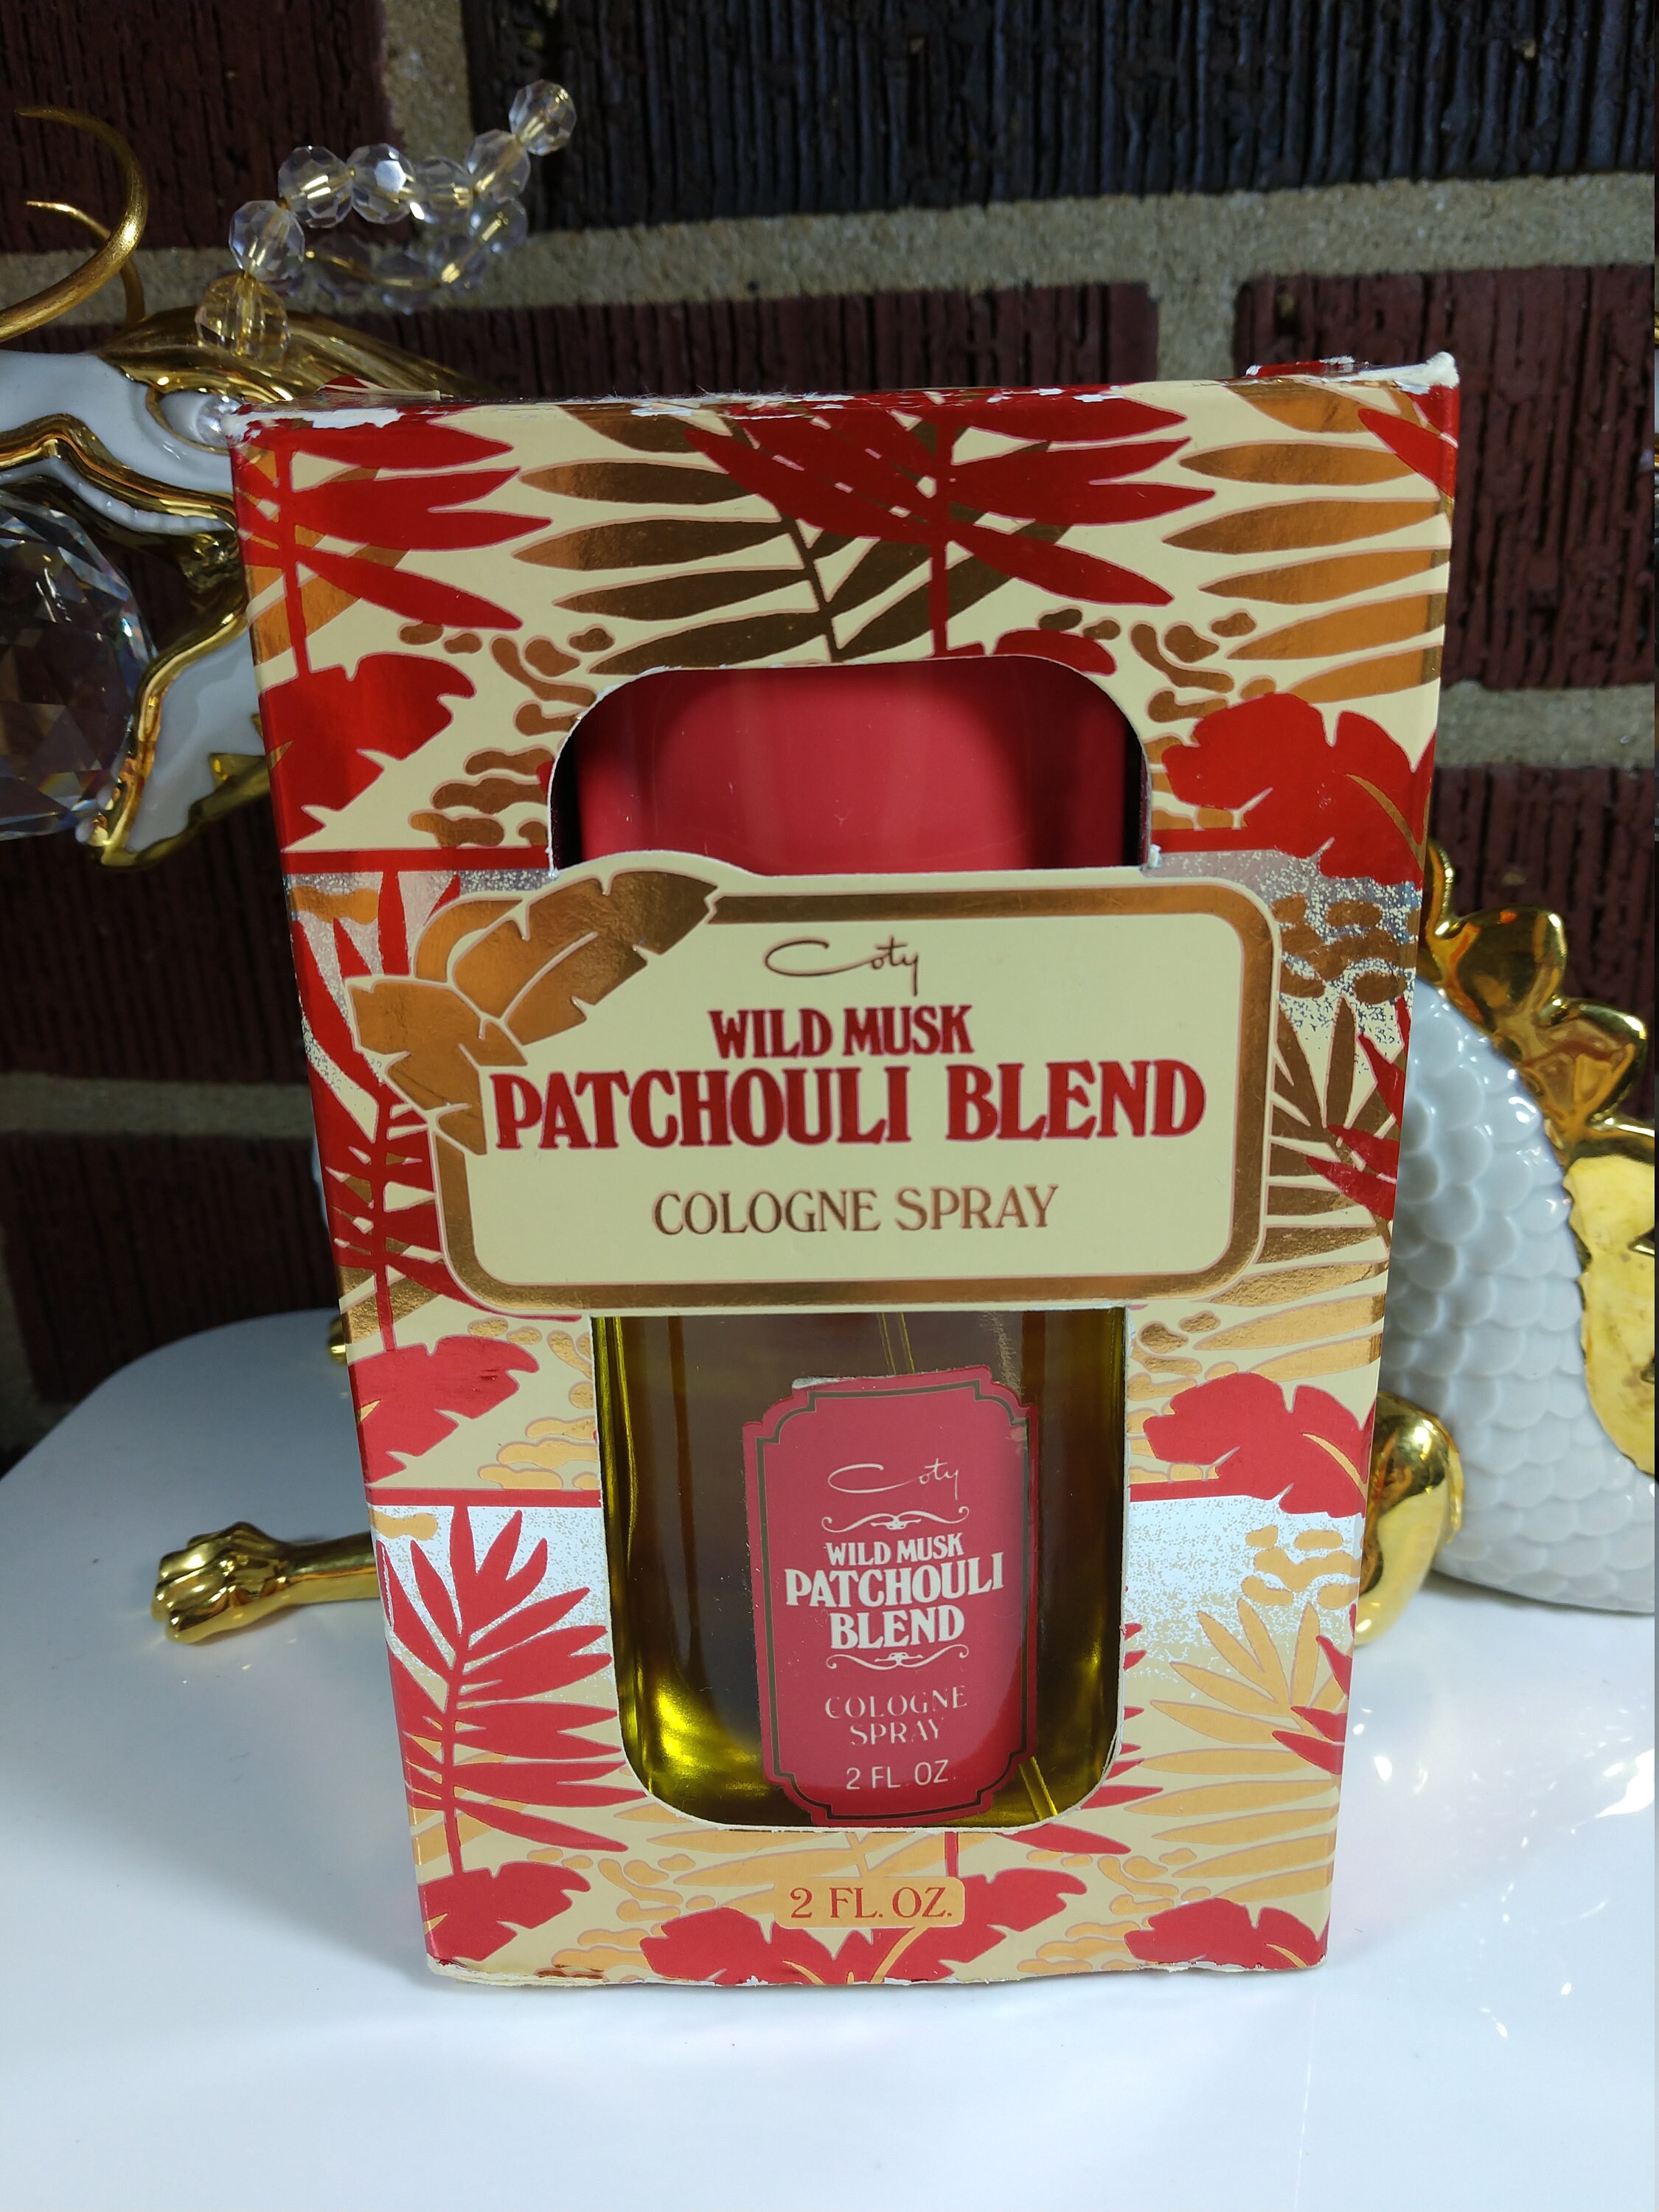 Coty
WILD MUSK
PATCHOULI BLEND
COLOGNE SPRAY
Coty
WILD MUSK
PATCHOULI
BLEND
COLOGNE
SPRAY
2 FL. OZ.
2 FL. OZ.